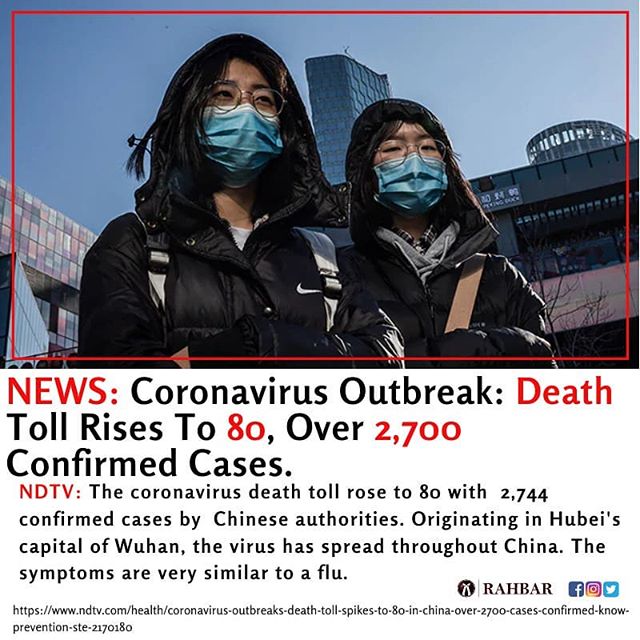 PEKING DUCK
NEWS: Coronavirus Outbreak: Death
Toll Rises To 80, Over 2,700
Confirmed Cases.
NDTV: The coronavirus death toll rose to 80 with 2,744
confirmed cases by Chinese authorities. Originating in Hubei's
capital of Wuhan, the virus has spread throughout China. The
symptoms are very similar to a flu.
RAHBAR
https://www.ndtv.com/health/coronavirus-outbreaks-death-toll-spikes-to-80-in-china-over-2700-cases-confirmed-know-
prevention-ste-2170180